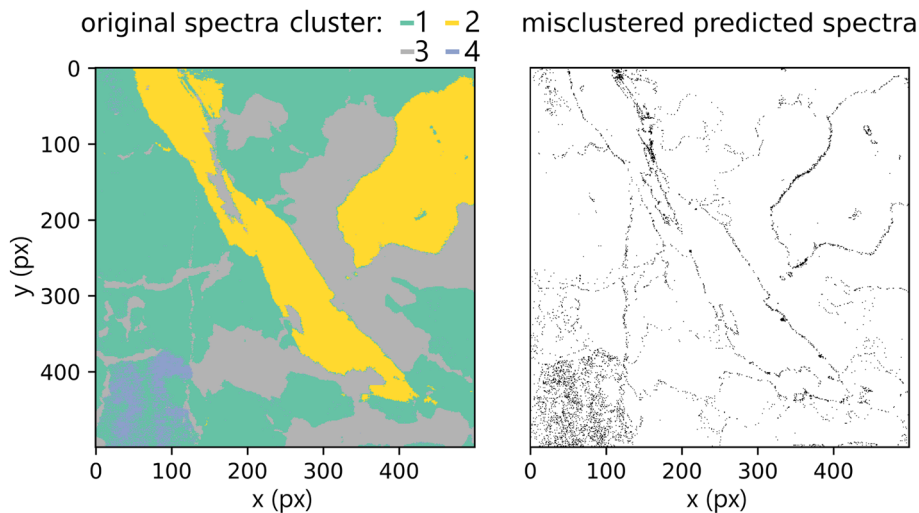 original spectra cluster: 1 2
3 4
misclustered predicted spectra
0
100
200
300
400
y (px)
0 100 200 300 400
x (px)
0 100 200 300 400
x (px)